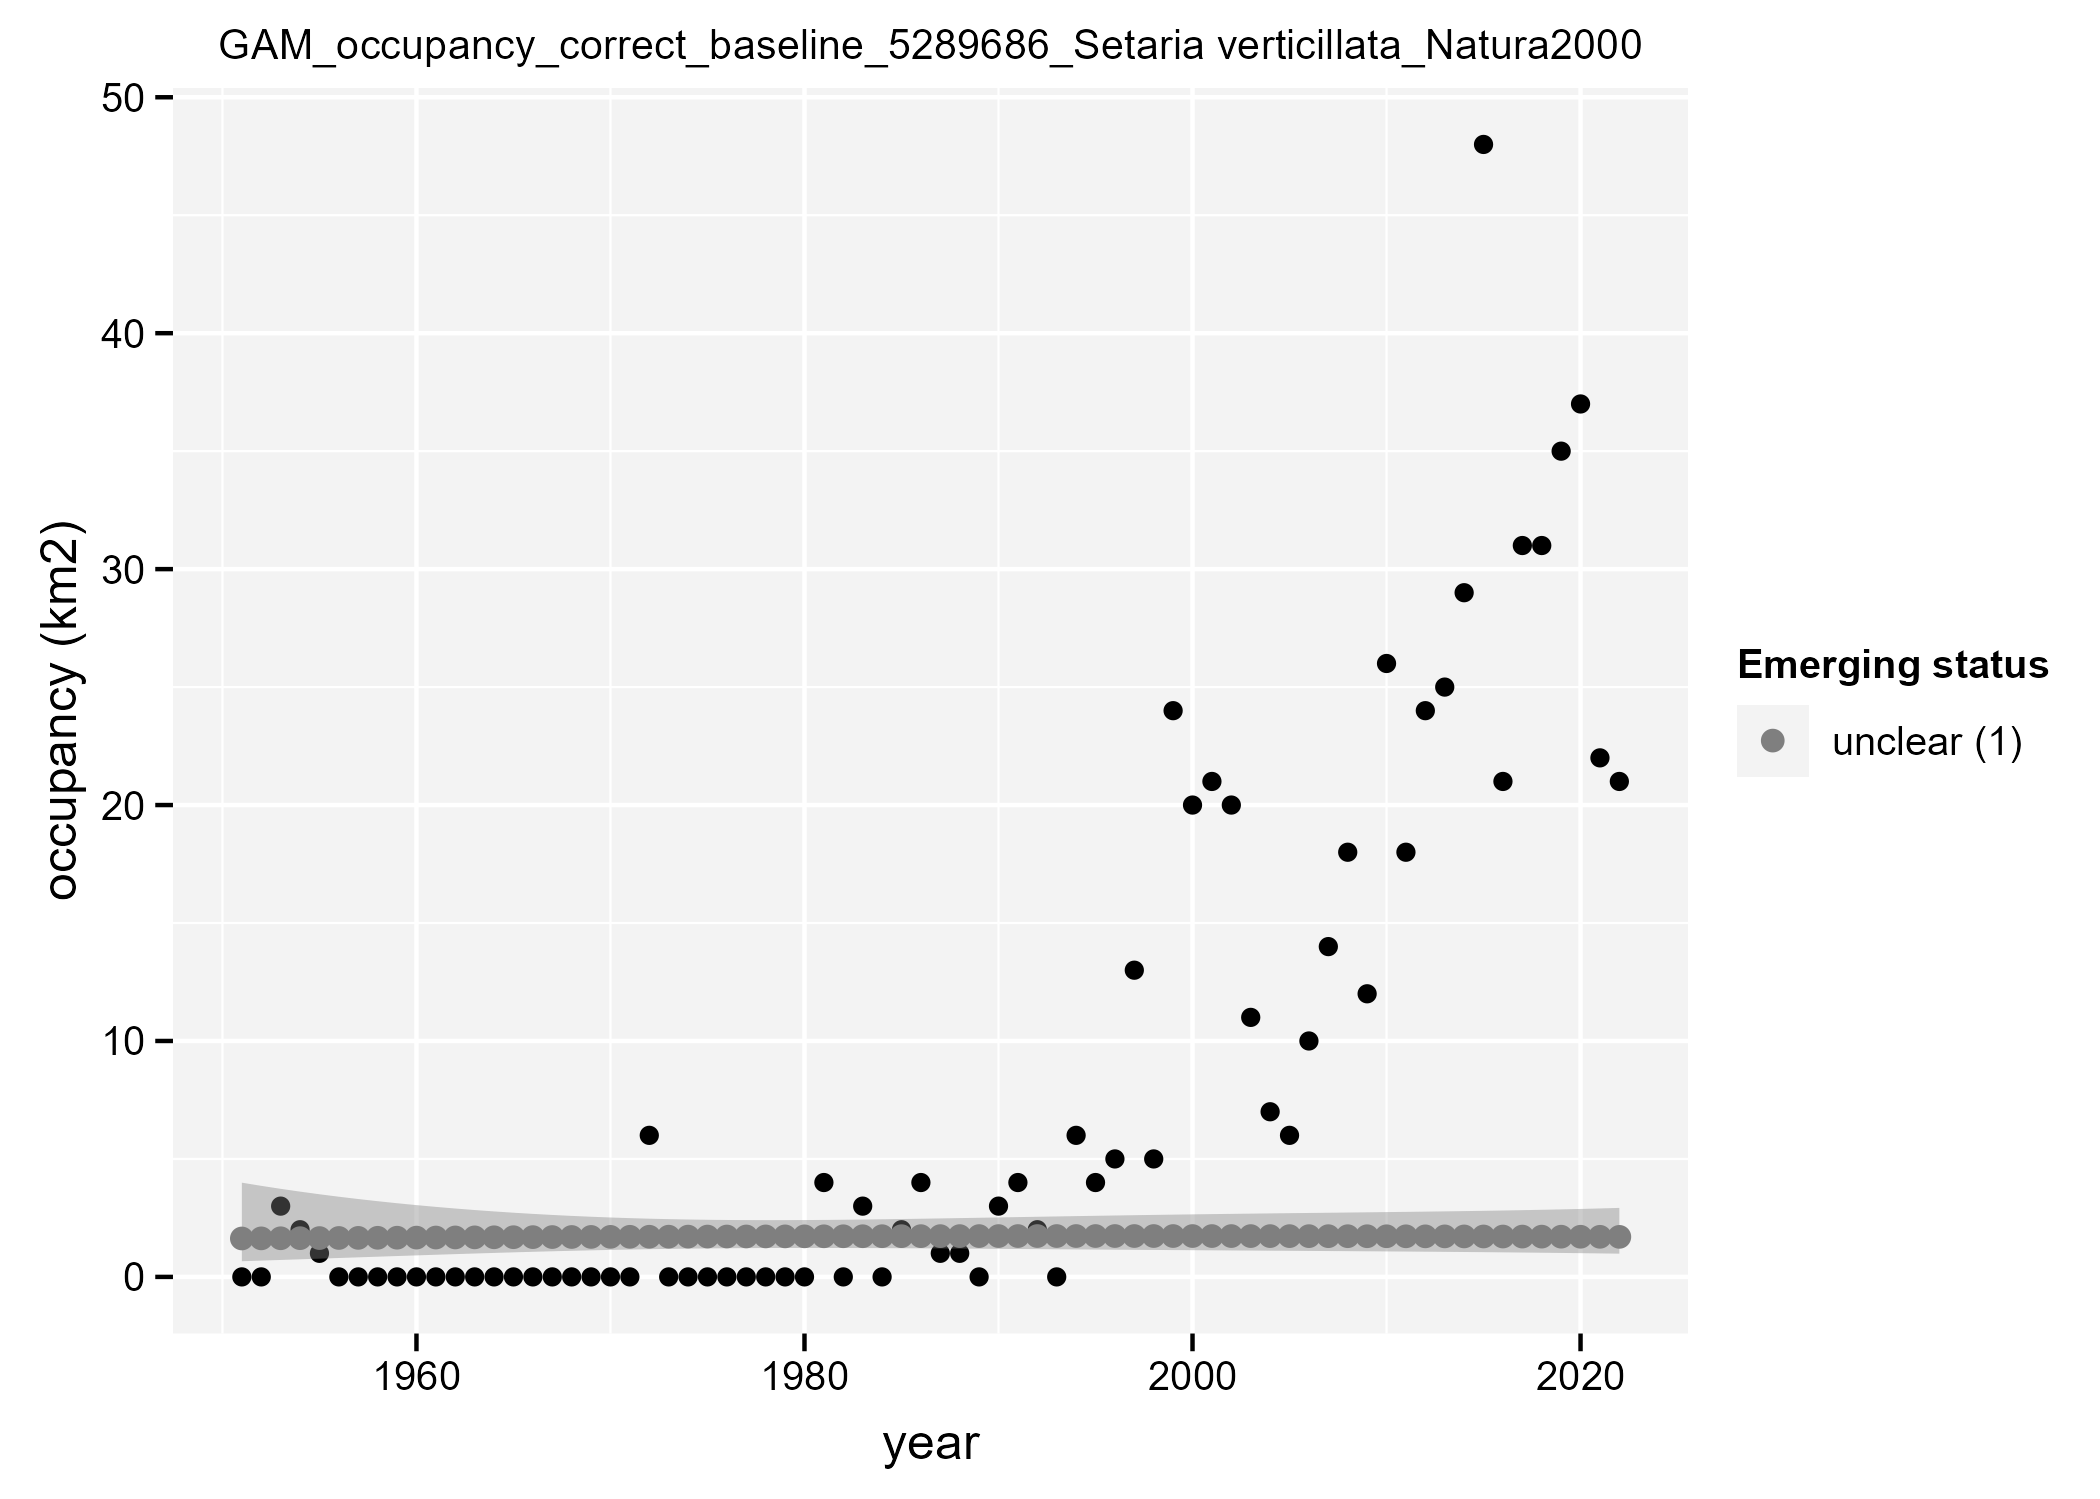 GAM_occupancy_correct_baseline_5289686_Setaria verticillata_Natura2000
50
40
30
20
10
0
occupancy (km2)
1960
1980
2000
2020
year
Emerging status
unclear (1)